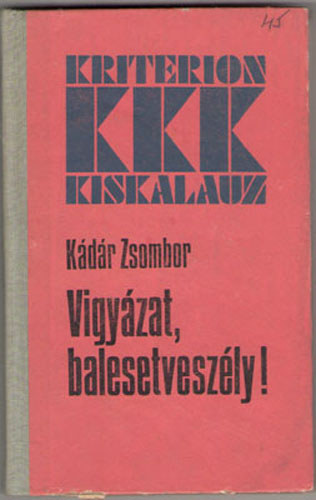 45
KRITERION
KKK
KISKALAUZ
Kádár Zsombor
Vigyázat,
balesetveszély!